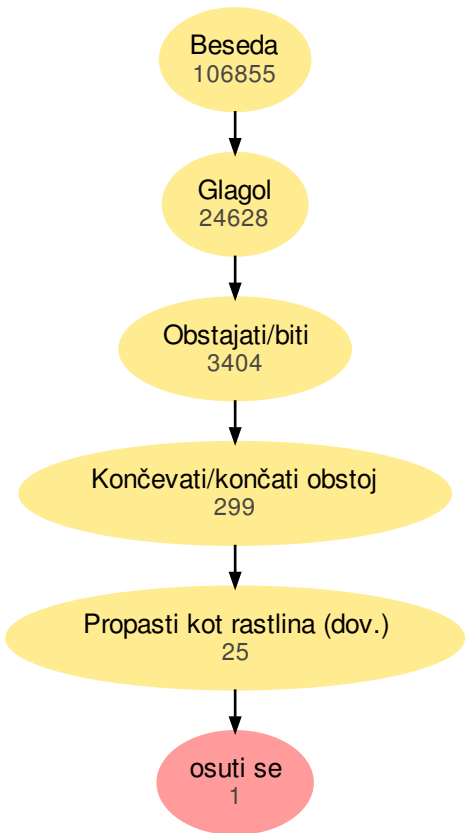 Beseda
106855
Glagol
24628
Obstajati/biti
3404
Končevati/končati obstoj
299
Propasti kot rastlina (dov.)
25
osuti se
1